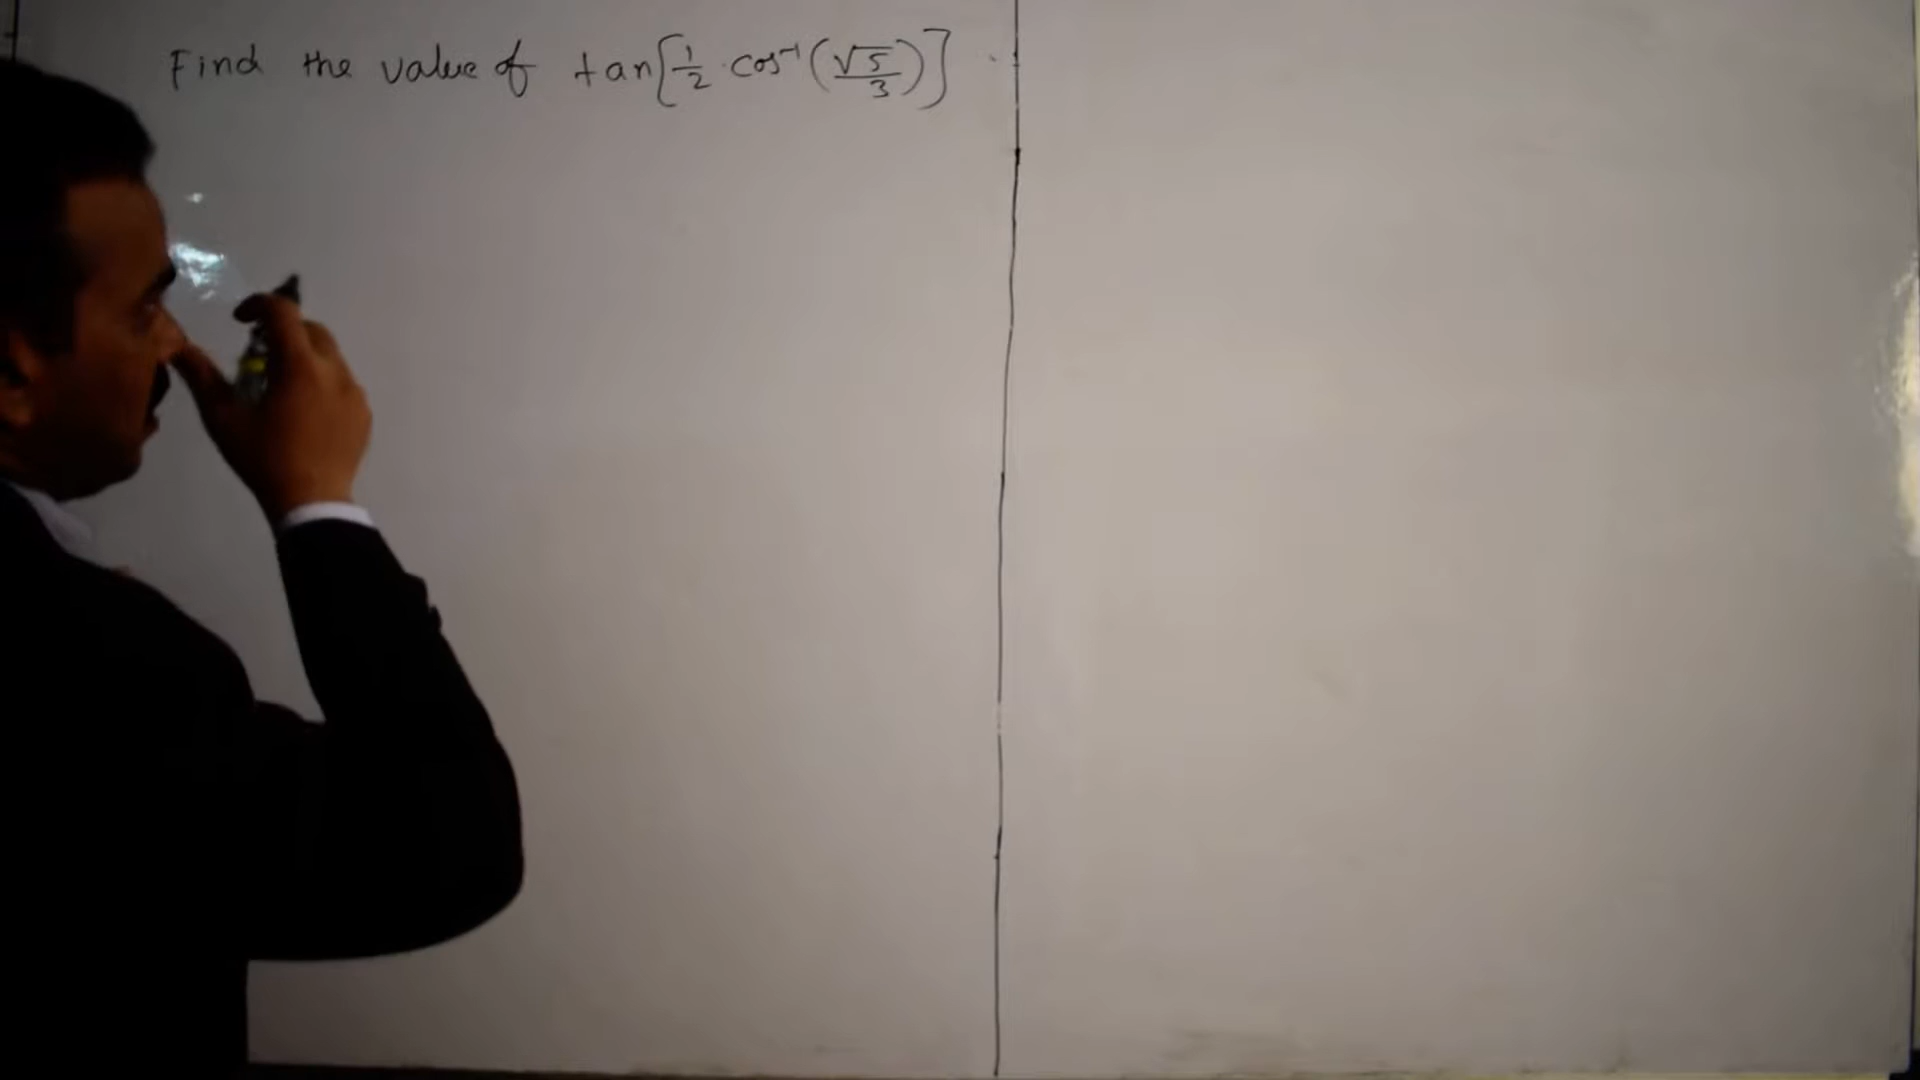 Find the value of tan[1/2 . cos⁻¹(√5/3)]